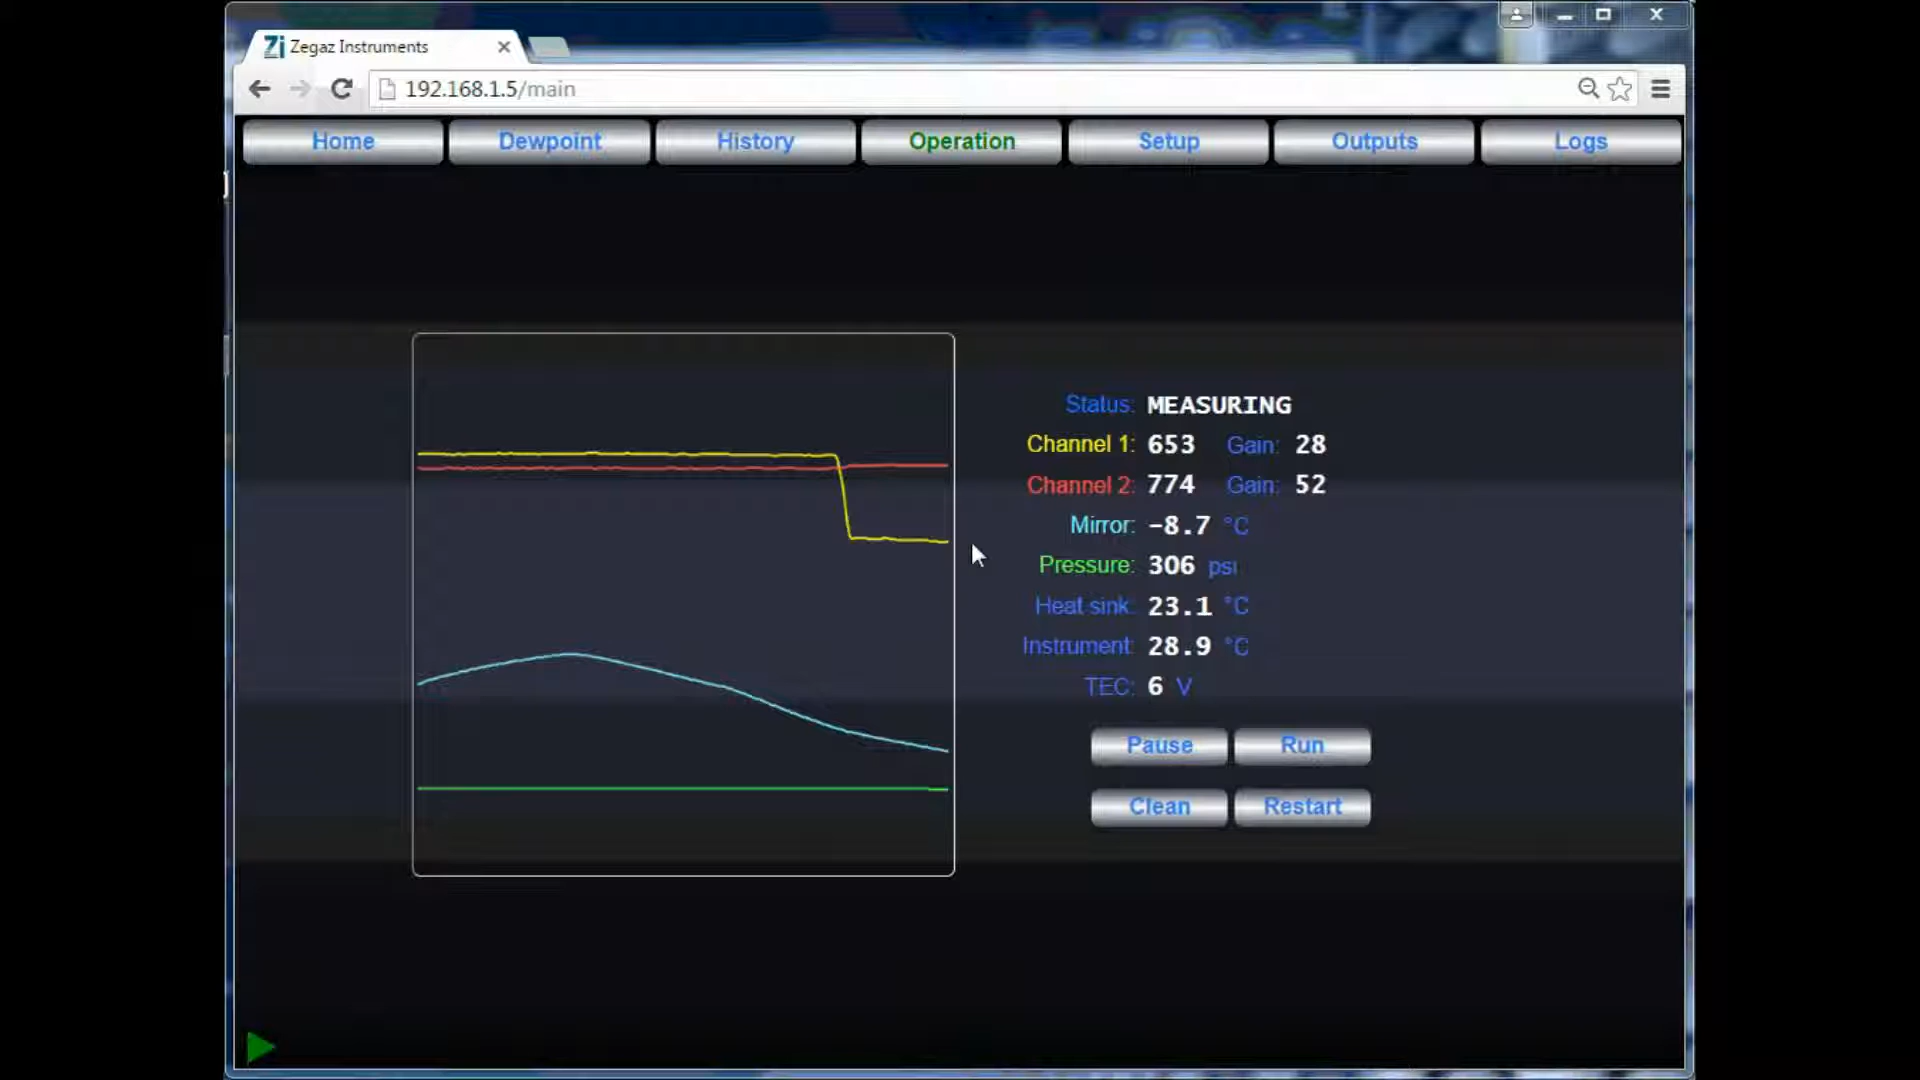 Zi Zegaz Instruments
192.168.1.5/main
Home Dewpoint History Operation Setup Outputs Logs
Status: MEASURING
Channel 1: 653 Gain: 28
Channel 2: 774 Gain: 52
Mirror: -8.7 °C
Pressure: 306 psi
Heat sink: 23.1 °C
Instrument: 28.9 °C
TEC: 6 V
Pause Run
Clean Restart